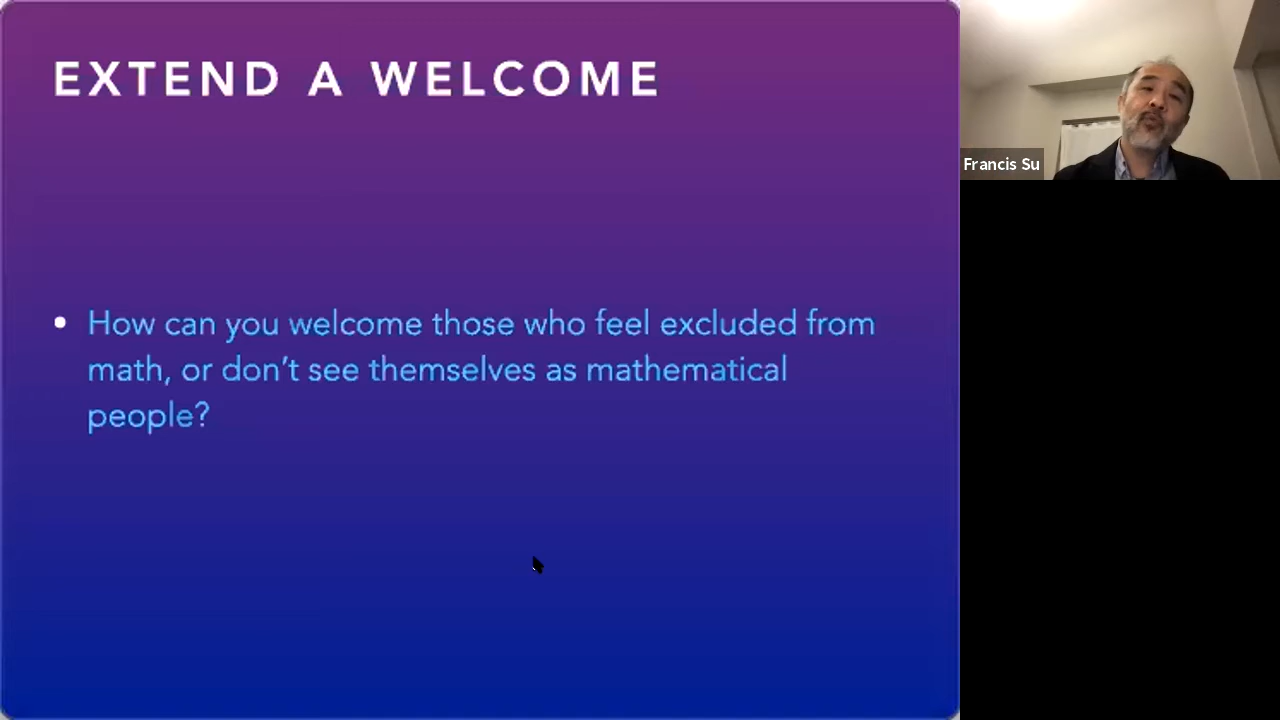 EXTEND A WELCOME
• How can you welcome those who feel excluded from
math, or don't see themselves as mathematical
people?
Francis Su